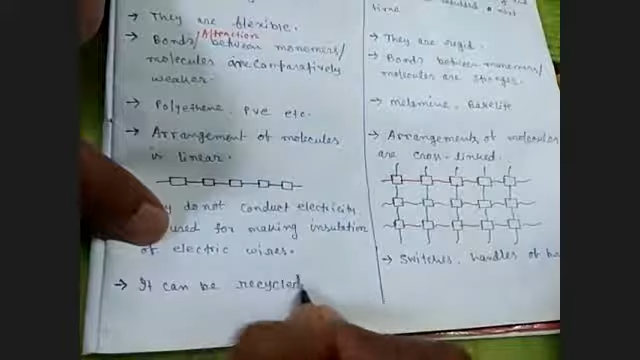 → They are flexible.
Attraction
→ Bonds/ between monomers/
molecules are comparatively
weaker.
→ Polyethene, PVC etc.
→ Arrangement of molecules
is linear.
do not conduct electricity
used for making insulation
of electric wires.
→ It can be recycled
time
→ They are rigid.
→ Bonds between monomers/
molecules are stronger.
→ melamine, Bakelite
→ Arrangements of molecules
are cross-linked.
→ Switches, handles of